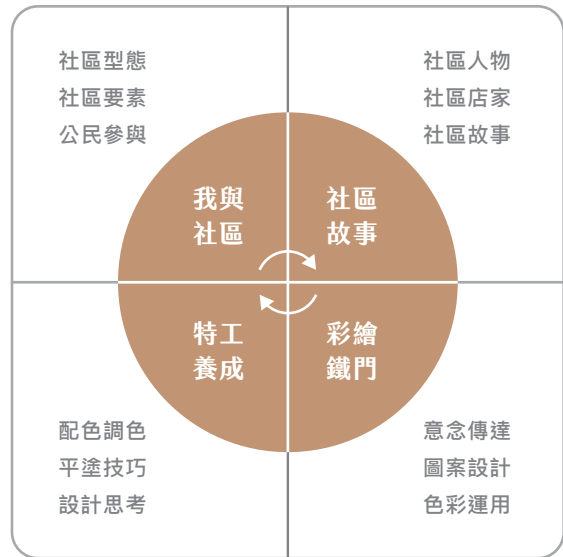 社區型態
社區要素
公民參與
社區人物
社區店家
社區故事
我與
社區
社區
故事
特工
養成
彩繪
鐵門
配色調色
平塗技巧
設計思考
意念傳達
圖案設計
色彩運用